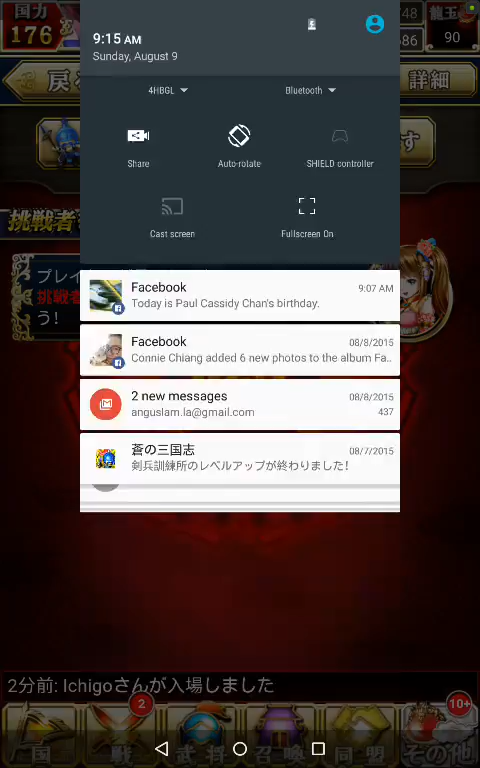 国力
176
48
86
龍玉
90
9:15 AM
Sunday, August 9
戻
詳細
4HBGL
Bluetooth
Share
Auto-rotate
SHIELD controller
す
Cast screen
Fullscreen On
挑戦者
プレイ
挑戦者
う!
Facebook
9:07 AM
Today is Paul Cassidy Chan's birthday.
Facebook
08/8/2015
Connie Chiang added 6 new photos to the album Fa..
2 new messages
08/8/2015
anguslam.la@gmail.com
437
蒼の三国志
08/7/2015
剣兵訓練所のレベルアップが終わりました!
2分前: Ichigoさんが入場しました
2
10+
国
戦
武将
召喚
同盟
その他